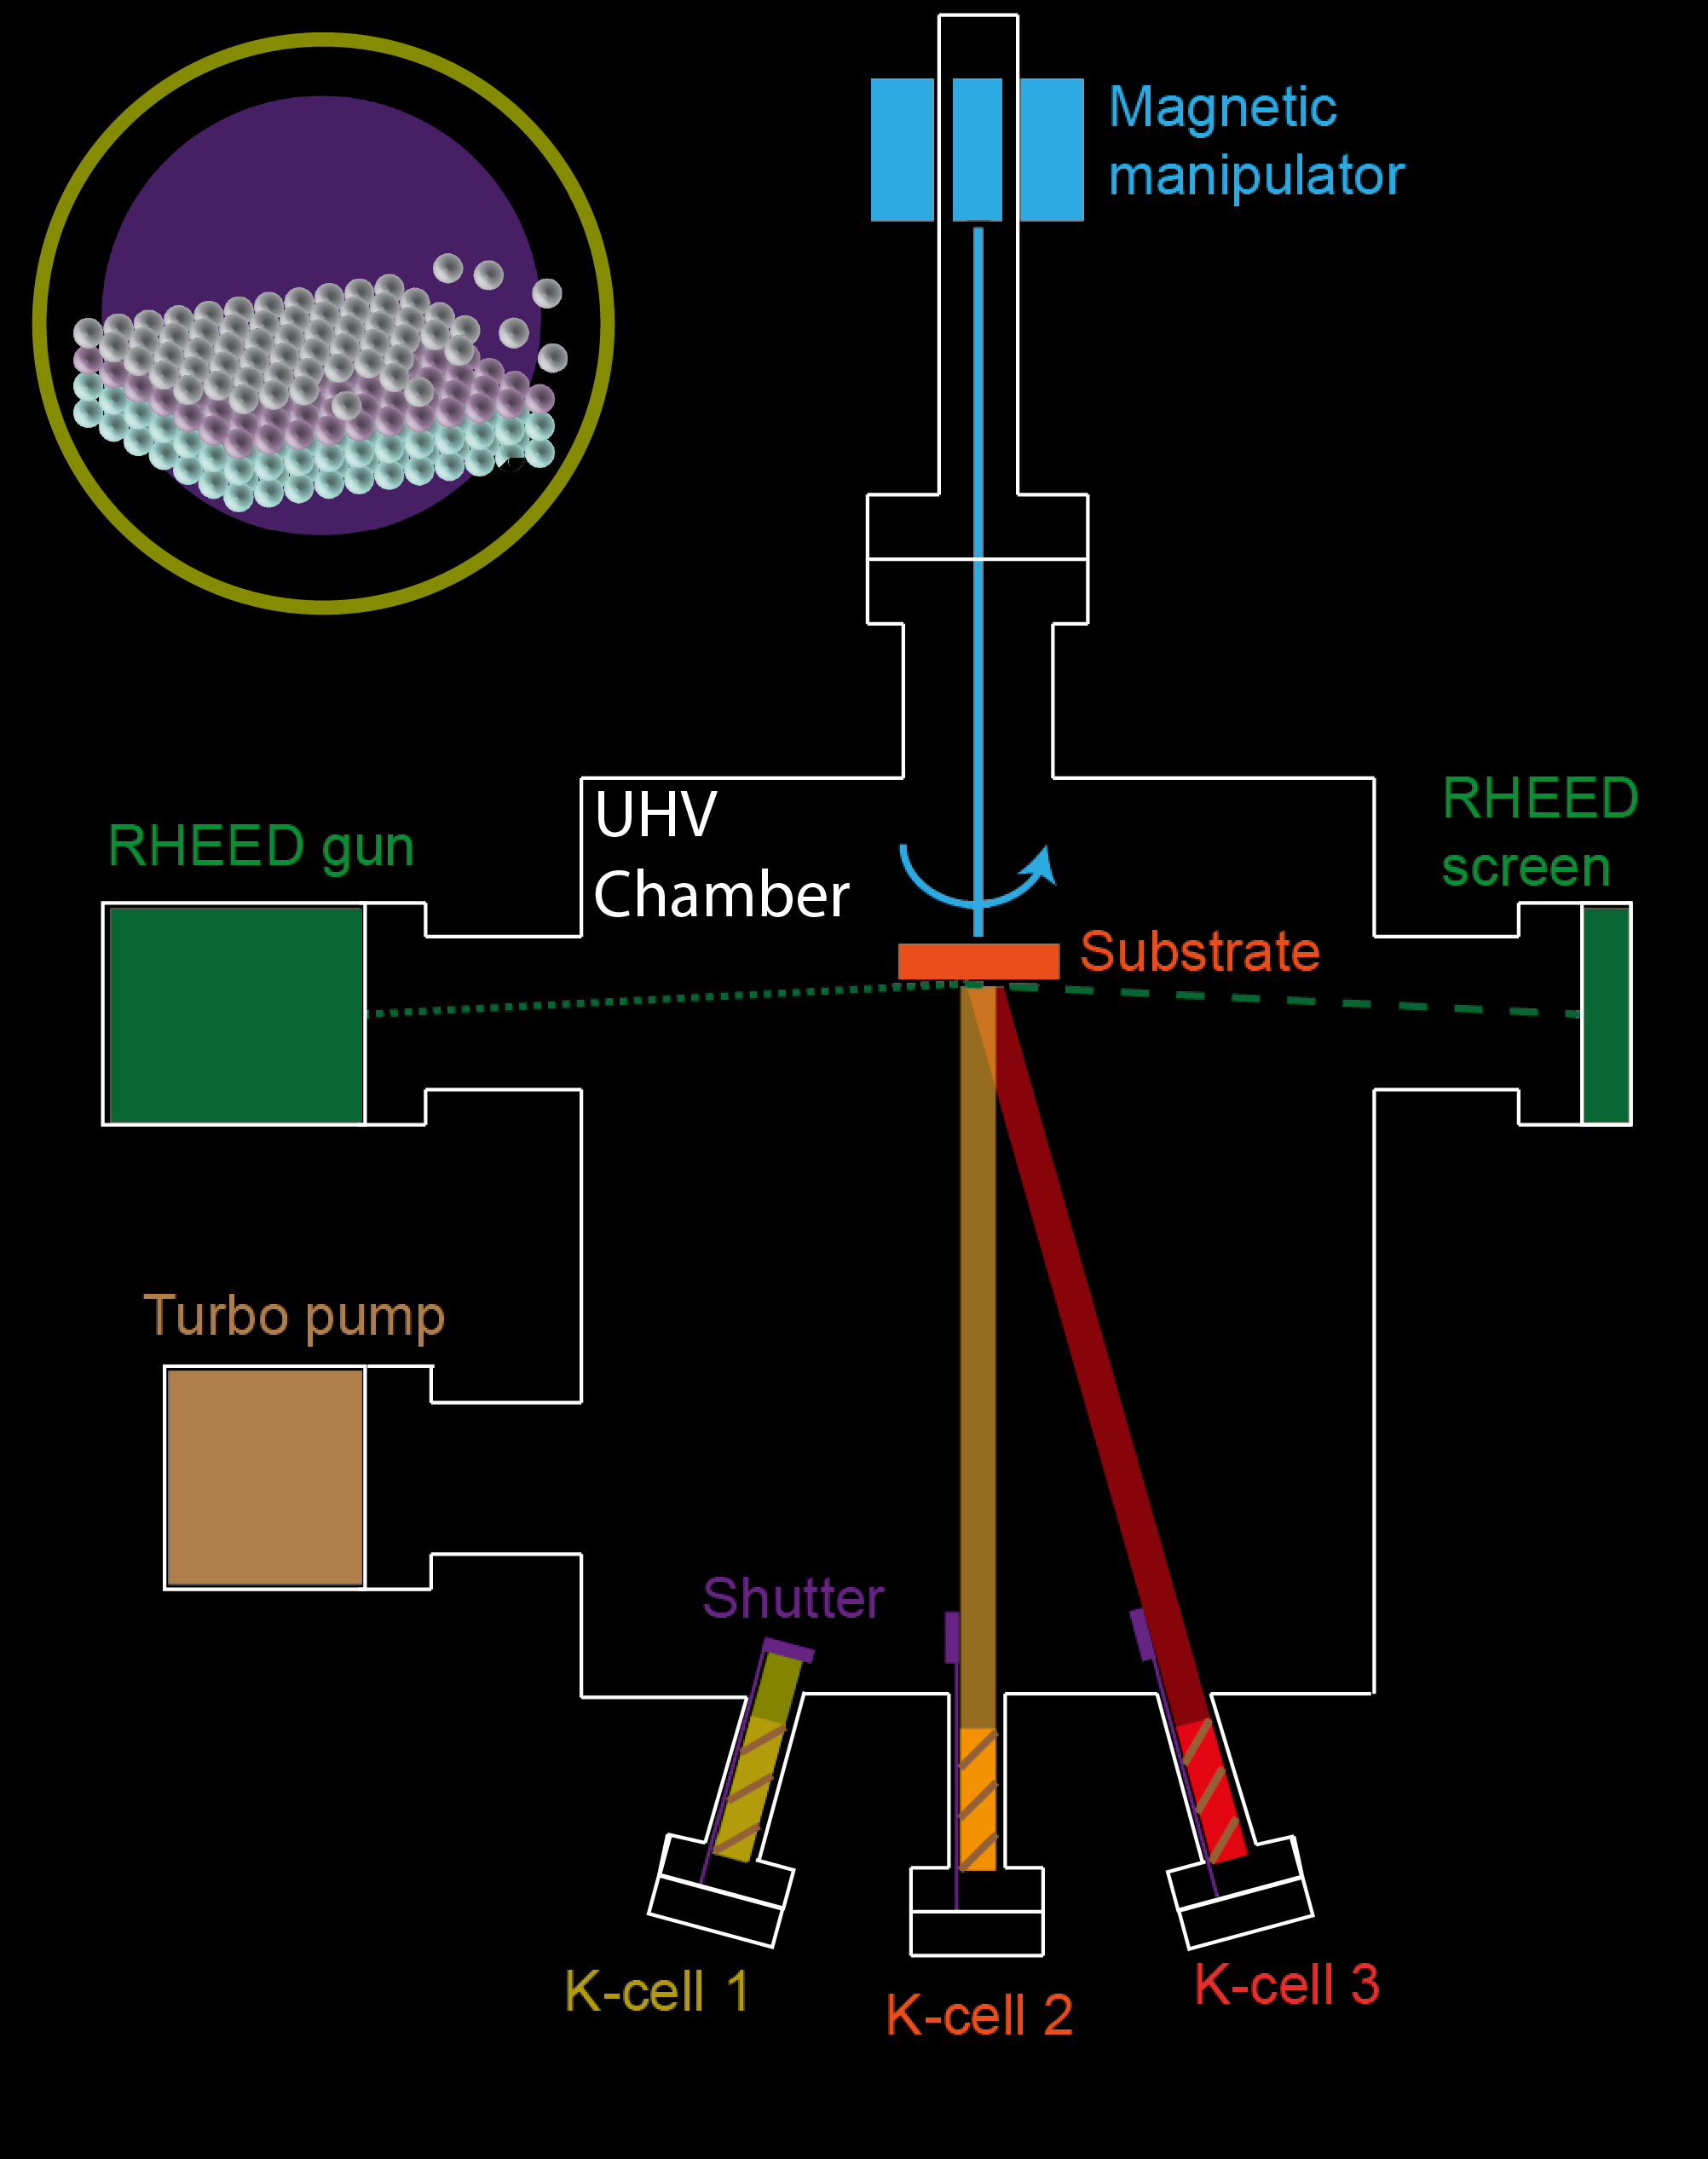 Magnetic
manipulator
UHV
Chamber
RHEED gun
RHEED
screen
Substrate
Turbo pump
Shutter
K-cell 1
K-cell 2
K-cell 3